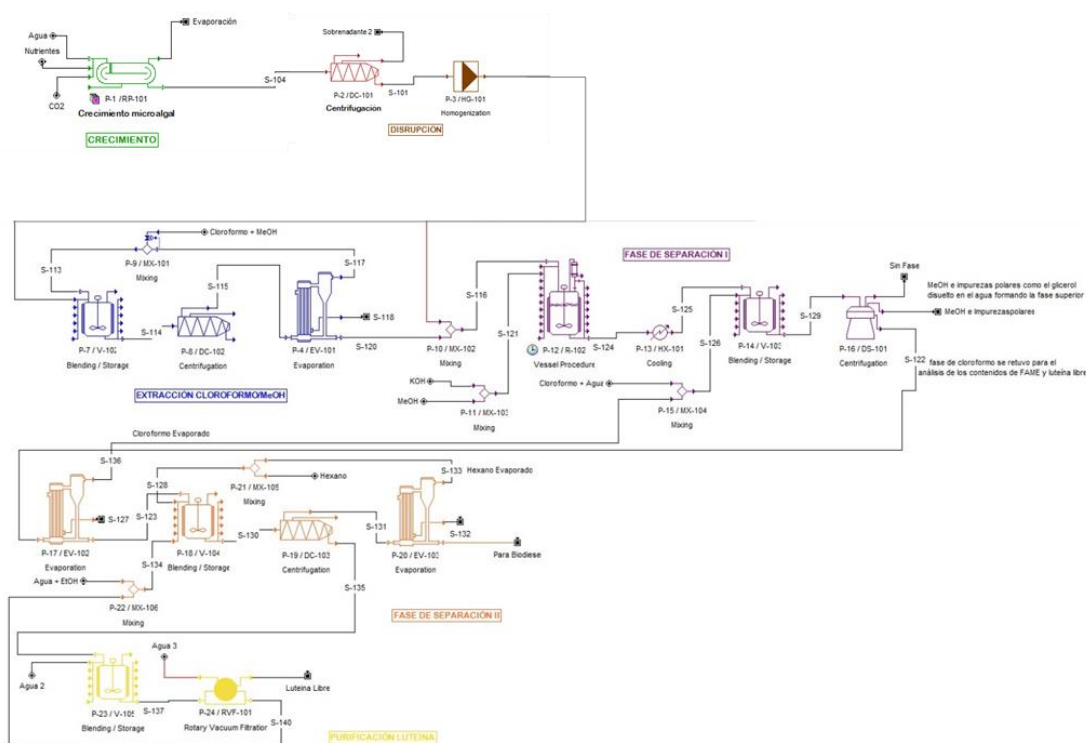 Evaporación
Agua
Nutrientes
CO2
P-1 / RP-101
Crecimiento microalgal
CRECIMIENTO
S-104
Sobrenadante 2
P-2 / DC-101
Centrifugación
S-101
P-3 / HG-101
Homogenization
DISRUPCIÓN
Cloroformo + MeOH
P-9 / MX-101
Mixing
S-113
S-117
S-115
S-118
S-114
S-120
P-7 / V-102
Blending / Storage
P-8 / DC-102
Centrifugation
P-4 / EV-101
Evaporation
EXTRACCIÓN CLOROFORMO/MeOH
P-10 / MX-102
Mixing
S-116
S-121
KOH
MeOH
P-11 / MX-103
Mixing
FASE DE SEPARACIÓN I
P-12 / R-102
Vessel Procedure
S-124
P-13 / HX-101
Cooling
S-125
S-126
Cloroformo + Agua
P-15 / MX-104
Mixing
P-14 / V-103
Blending / Storage
S-129
P-16 / DS-101
Centrifugation
S-122
Sin Fase
MeOH e impurezas polares como el glicerol
disuelto en el agua formando la fase superior
MeOH e Impurezaspolares
fase de cloroformo se retuvo para el
análisis de los contenidos de FAME y luteína libre
Cloroformo Evaporado
S-136
S-127
S-123
P-17 / EV-102
Evaporation
S-128
P-21 / MX-105
Mixing
Hexano
S-133
Hexano Evaporado
P-18 / V-104
Blending / Storage
S-130
S-134
P-19 / DC-103
Centrifugation
S-131
S-135
S-132
P-20 / EV-103
Evaporation
Para Biodiese
Agua + EtOH
P-22 / MX-106
Mixing
FASE DE SEPARACIÓN II
Agua 2
P-23 / V-105
Blending / Storage
S-137
Agua 3
P-24 / RVF-101
Rotary Vacuum Filtration
Luteina Libre
S-140
PURIFICACIÓN LUTEINA